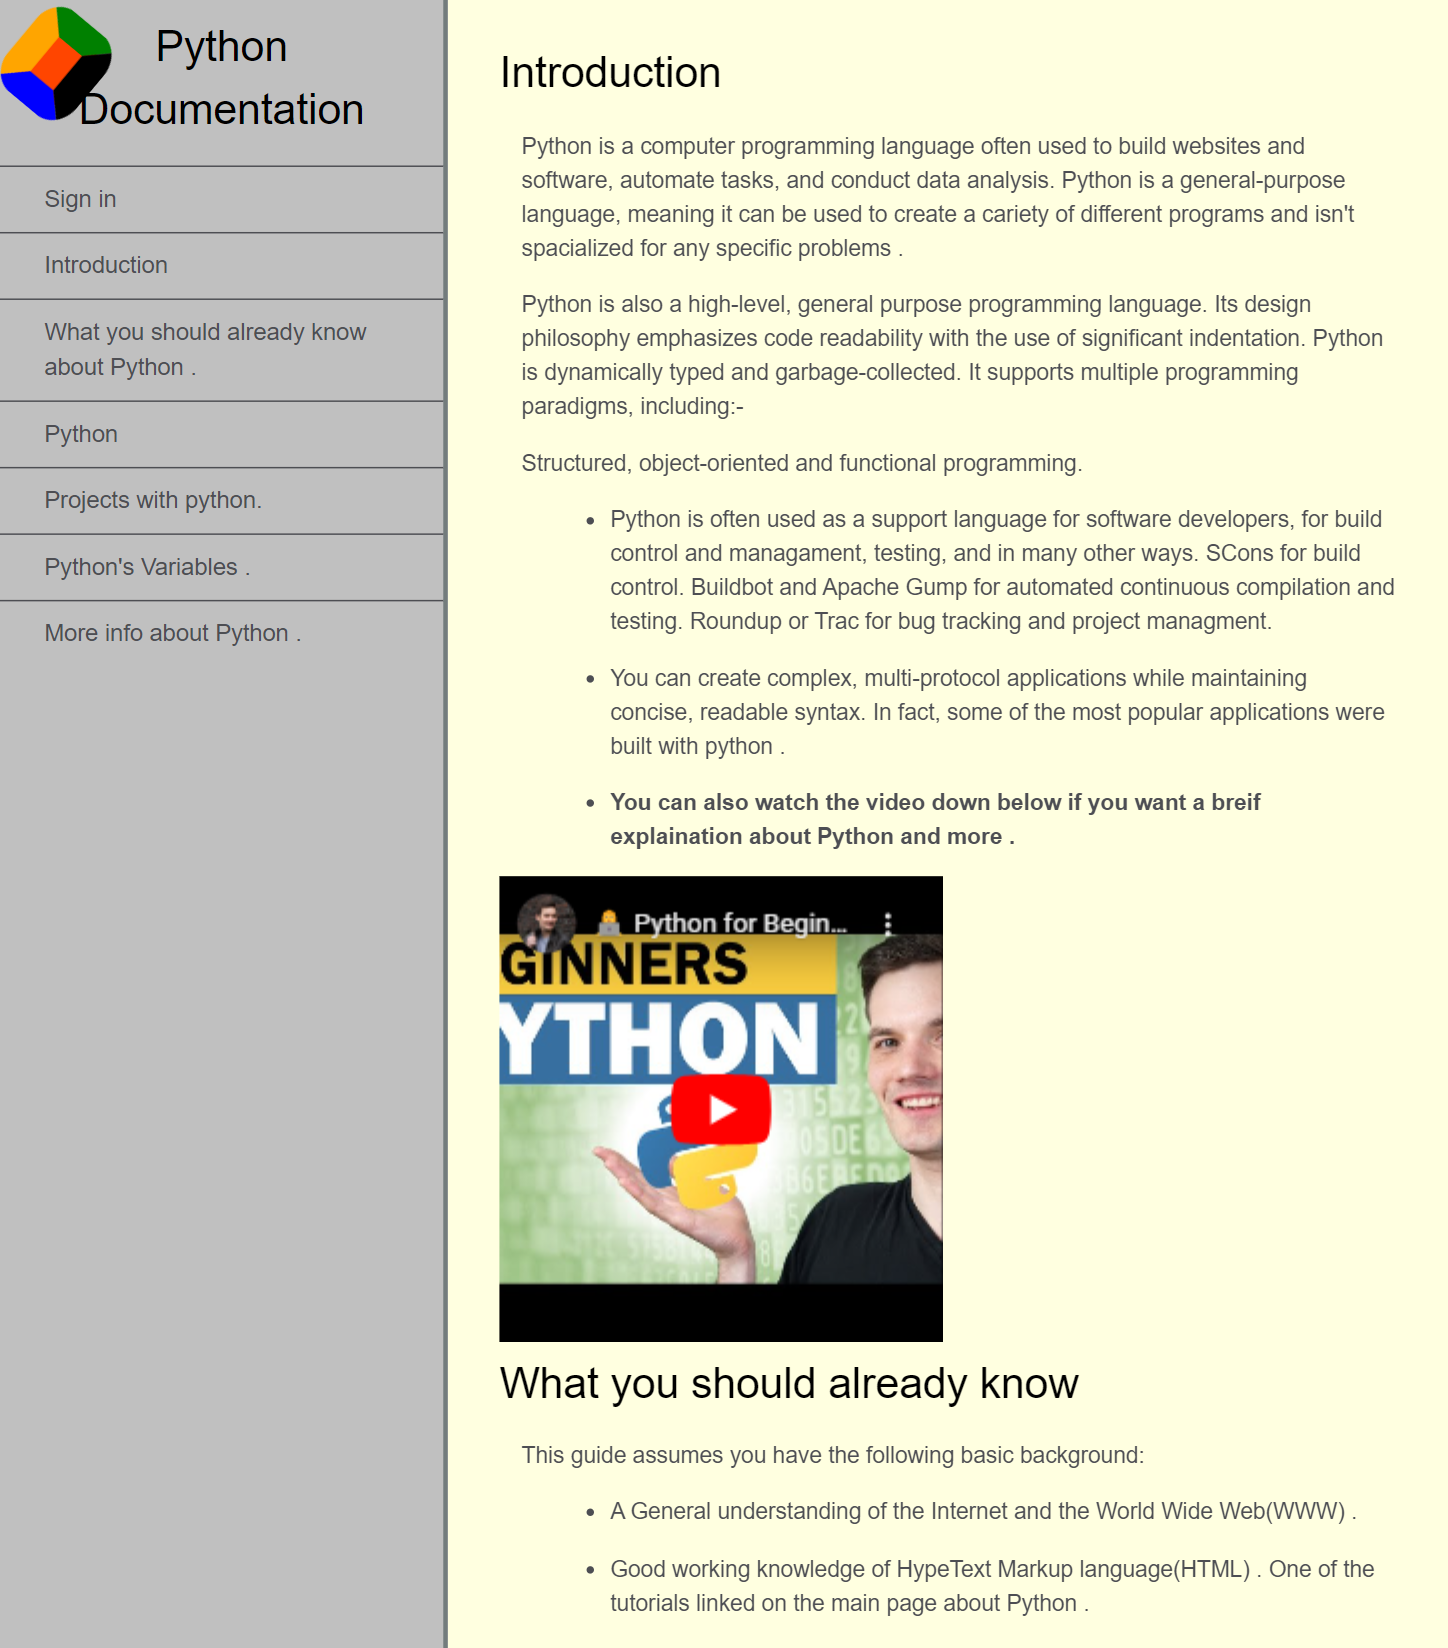 Python
Documentation
Sign in
Introduction
What you should already know
about Python .
Python
Projects with python.
Python's Variables .
More info about Python .
Introduction
Python is a computer programming language often used to build websites and
software, automate tasks, and conduct data analysis. Python is a general-purpose
language, meaning it can be used to create a cariety of different programs and isn't
spacialized for any specific problems .
Python is also a high-level, general purpose programming language. Its design
philosophy emphasizes code readability with the use of significant indentation. Python
is dynamically typed and garbage-collected. It supports multiple programming
paradigms, including:-
Structured, object-oriented and functional programming.
• Python is often used as a support language for software developers, for build
control and managament, testing, and in many other ways. SCons for build
control. Buildbot and Apache Gump for automated continuous compilation and
testing. Roundup or Trac for bug tracking and project managment.
• You can create complex, multi-protocol applications while maintaining
concise, readable syntax. In fact, some of the most popular applications were
built with python .
• You can also watch the video down below if you want a breif
explaination about Python and more .
Python for Begin...
GINNERS
YTHON
What you should already know
This guide assumes you have the following basic background:
• A General understanding of the Internet and the World Wide Web(WWW) .
• Good working knowledge of HypeText Markup language(HTML) . One of the
tutorials linked on the main page about Python .